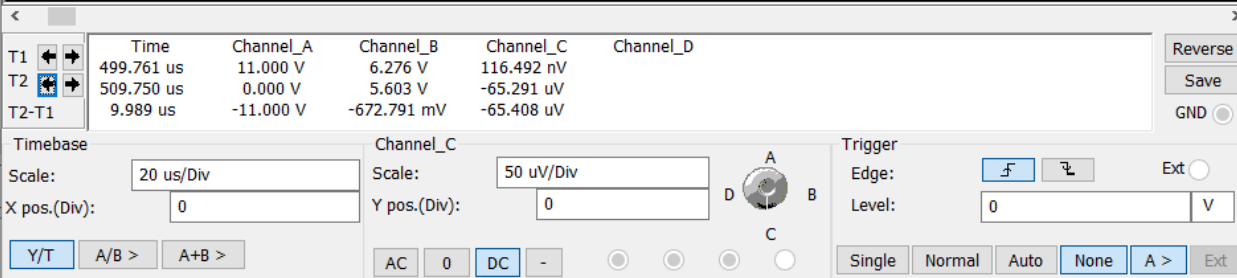 Time Channel_A Channel_B Channel_C Channel_D
T1 499.761 us 11.000 V 6.276 V 116.492 nV
T2 509.750 us 0.000 V 5.603 V -65.291 uV
T2-T1 9.989 us -11.000 V -672.791 mV -65.408 uV
Reverse
Save
GND
Timebase
Scale: 20 us/Div
X pos.(Div): 0
Y/T A/B > A+B >
Channel_C
Scale: 50 uV/Div
Y pos.(Div): 0
AC 0 DC -
A
D B
C
Trigger
Edge: Ext
Level: 0 V
Single Normal Auto None A > Ext